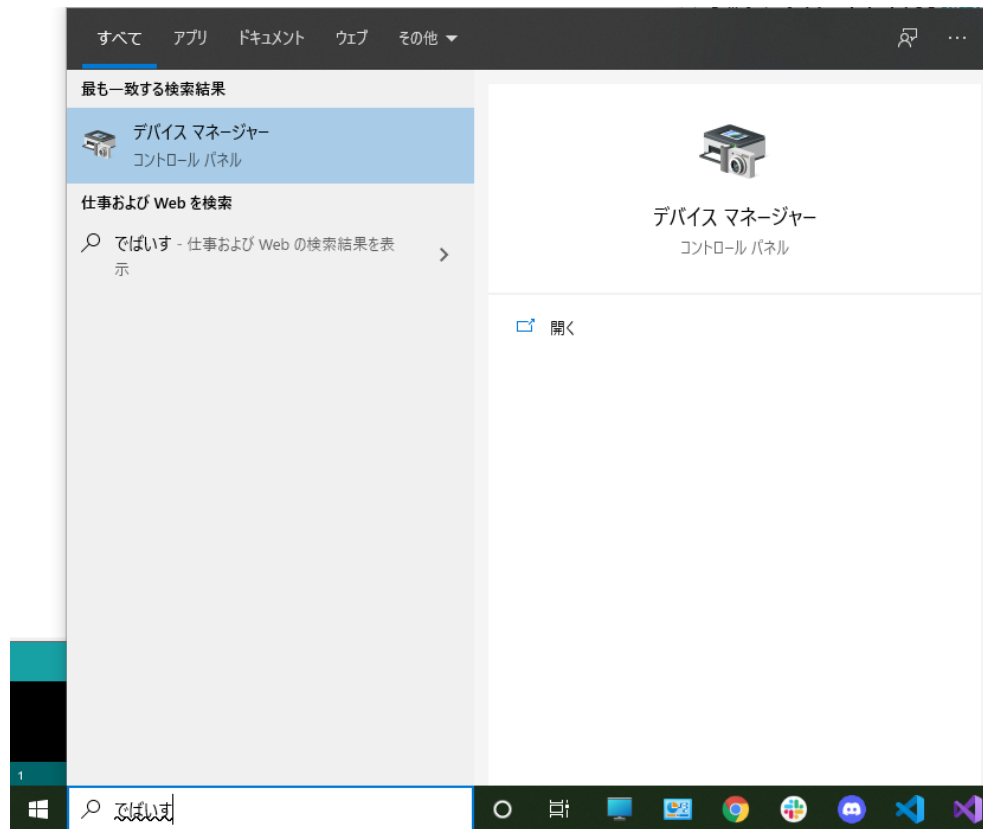 すべて アプリ ドキュメント ウェブ その他
最も一致する検索結果
デバイス マネージャー
コントロール パネル
仕事および Web を検索
でばいす - 仕事および Web の検索結果を表
示
デバイス マネージャー
コントロール パネル
開く
1
でばいす